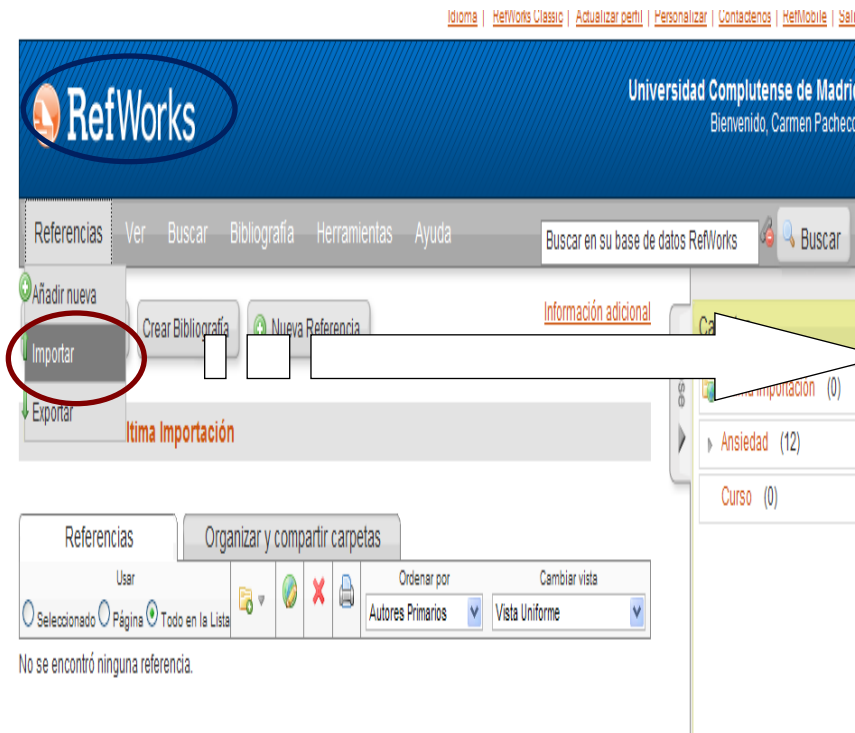 Idioma | RefWorks Classic | Actualizar perfil | Personalizar | Contáctenos | RefMobile |
RefWorks
Universidad Complutense de Madrid
Bienvenido, Carmen Pacheco
Referencias Ver Buscar Bibliografía Herramientas Ayuda
Buscar en su base de datos RefWorks Buscar
Añadir nueva
Importar
Exportar
Crear Bibliografía Nueva Referencia
Información adicional
ltima Importación
Importación (0)
Ansiedad (12)
Curso (0)
Referencias Organizar y compartir carpetas
Usar Ordenar por Cambiar vista
Seleccionado Página Todo en la Lista Autores Primarios Vista Uniforme
No se encontró ninguna referencia.